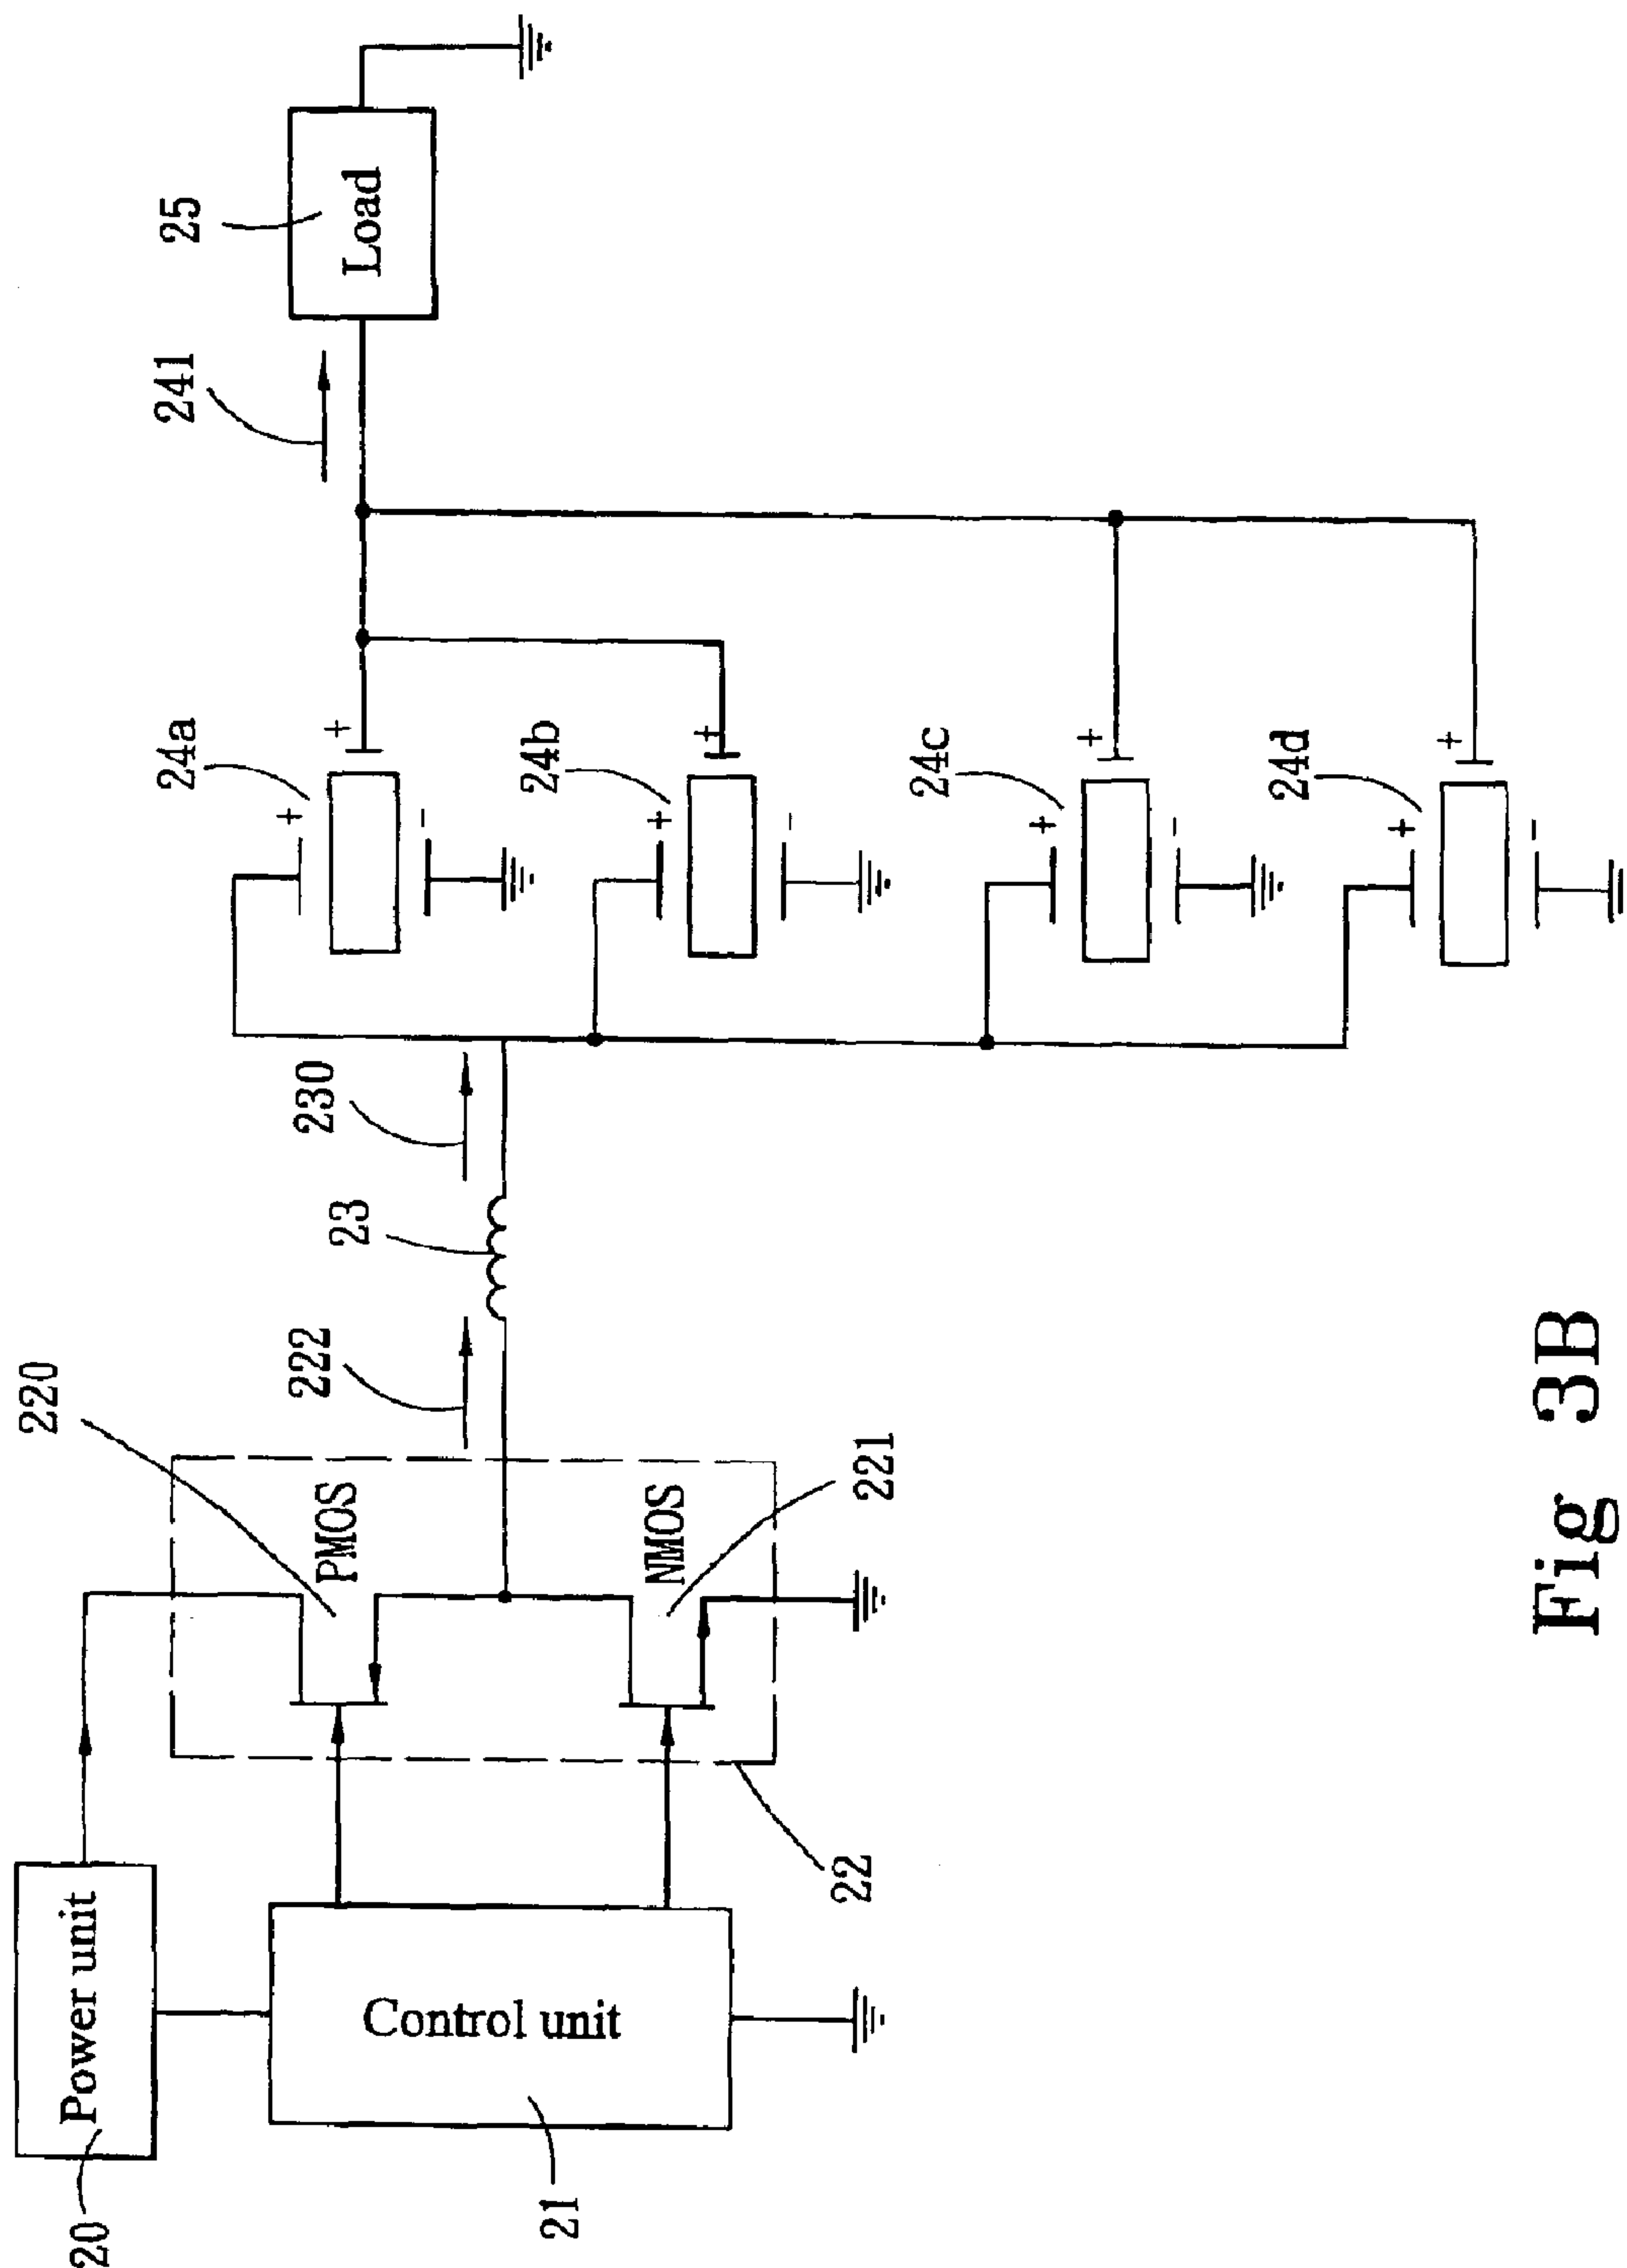 20
Power unit
220
PMOS
222
23
230
24a
+
+
-
241
25
Load
Control unit
21
22
NMOS
221
24b
+
+
-
24c
+
+
-
24d
+
+
-
Fig 3B